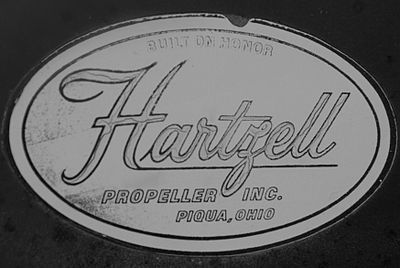 BUILT ON HONOR
Hartzell
PROPELLER INC.
PIQUA, OHIO